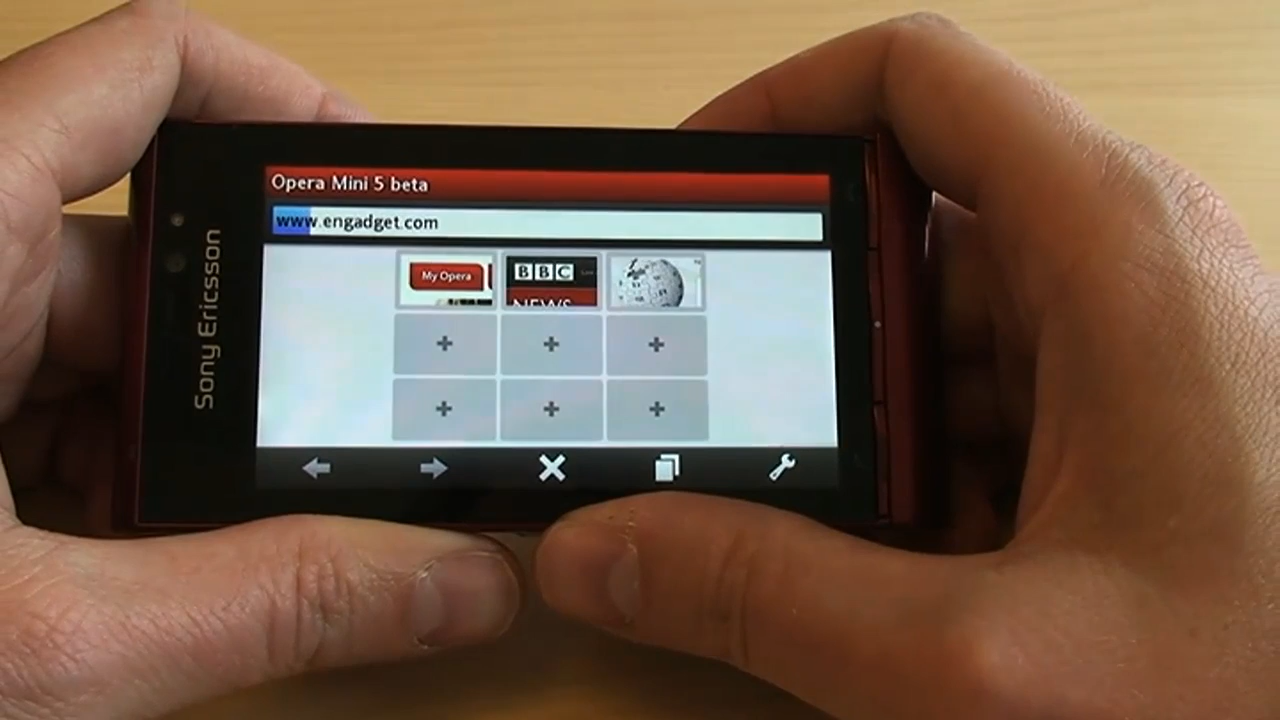 Opera Mini 5 beta
www.engadget.com
My Opera
BBC
NEWS
Sony Ericsson